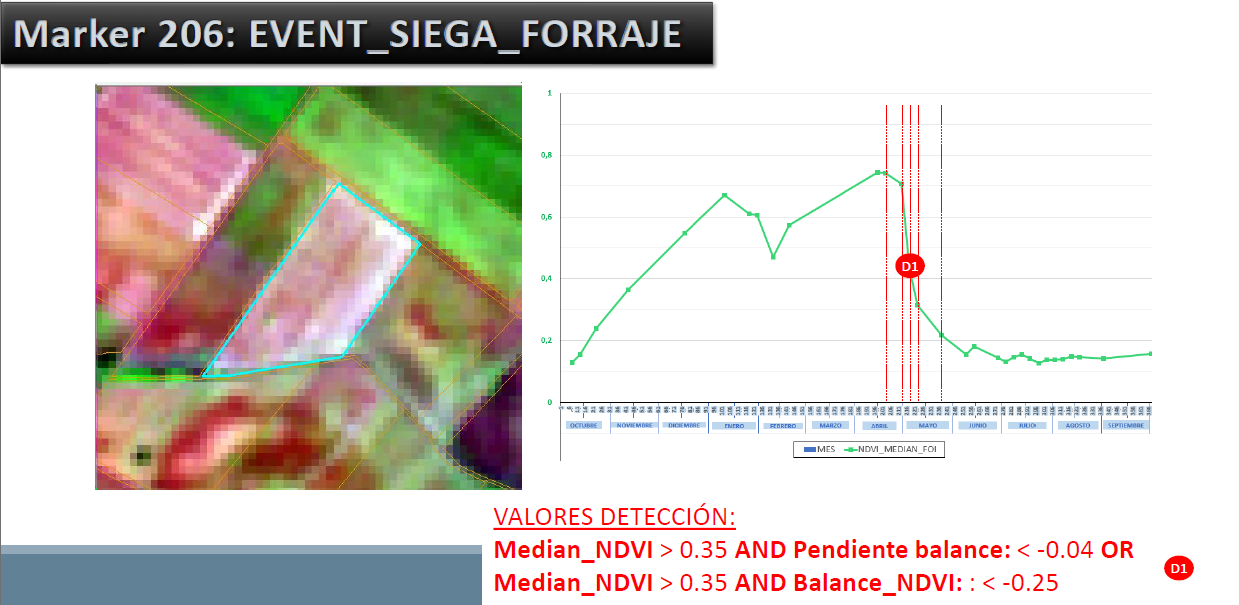 Marker 206: EVENT_SIEGA_FORRAJE
1
0,8
0,6
0,4
0,2
0
D1
OCTUBRE NOVIEMBRE DICIEMBRE ENERO FEBRERO MARZO ABRIL MAYO JUNIO JULIO AGOSTO SEPTIEMBRE
MES NDVI_MEDIAN_FOI
VALORES DETECCIÓN:
Median_NDVI > 0.35 AND Pendiente balance: < -0.04 OR
Median_NDVI > 0.35 AND Balance_NDVI: : < -0.25
D1